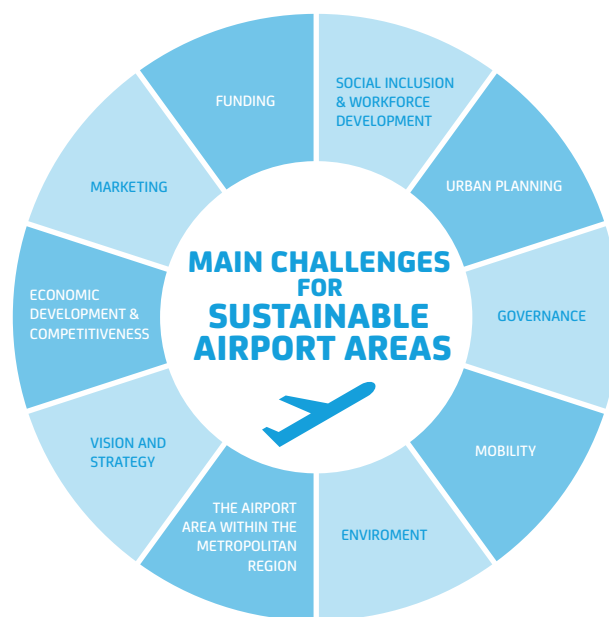 MAIN CHALLENGES
FOR
SUSTAINABLE
AIRPORT AREAS
SOCIAL INCLUSION
& WORKFORCE
DEVELOPMENT
URBAN PLANNING
GOVERNANCE
MOBILITY
ENVIROMENT
THE AIRPORT
AREA WITHIN THE
METROPOLITAN
REGION
VISION AND
STRATEGY
ECONOMIC
DEVELOPMENT &
COMPETITIVENESS
MARKETING
FUNDING